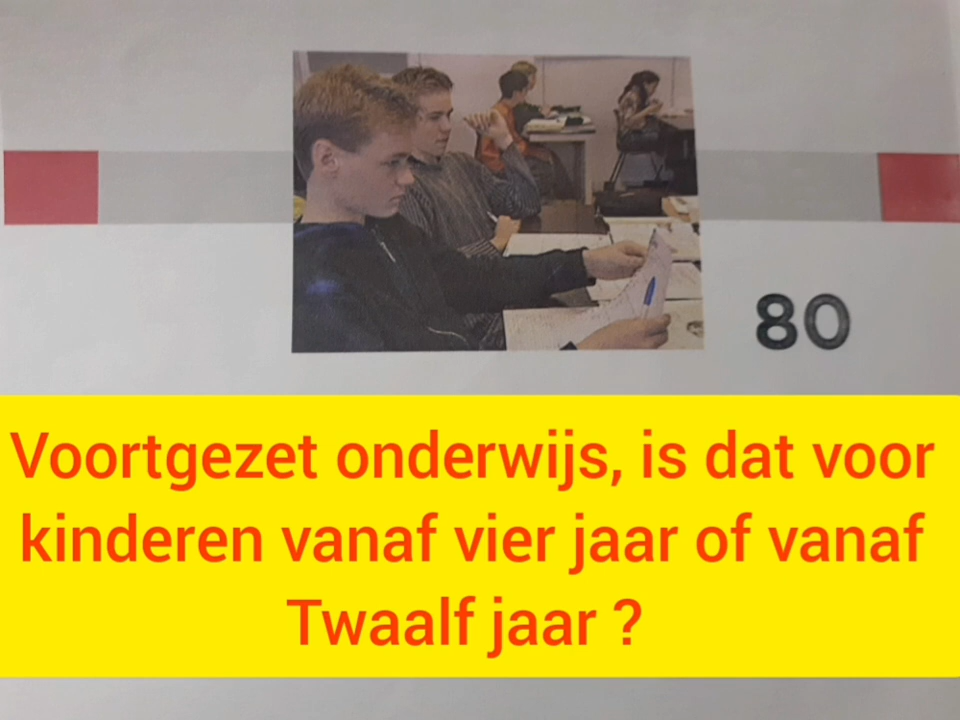 80
Voortgezet onderwijs, is dat voor
kinderen vanaf vier jaar of vanaf
Twaalf jaar ?